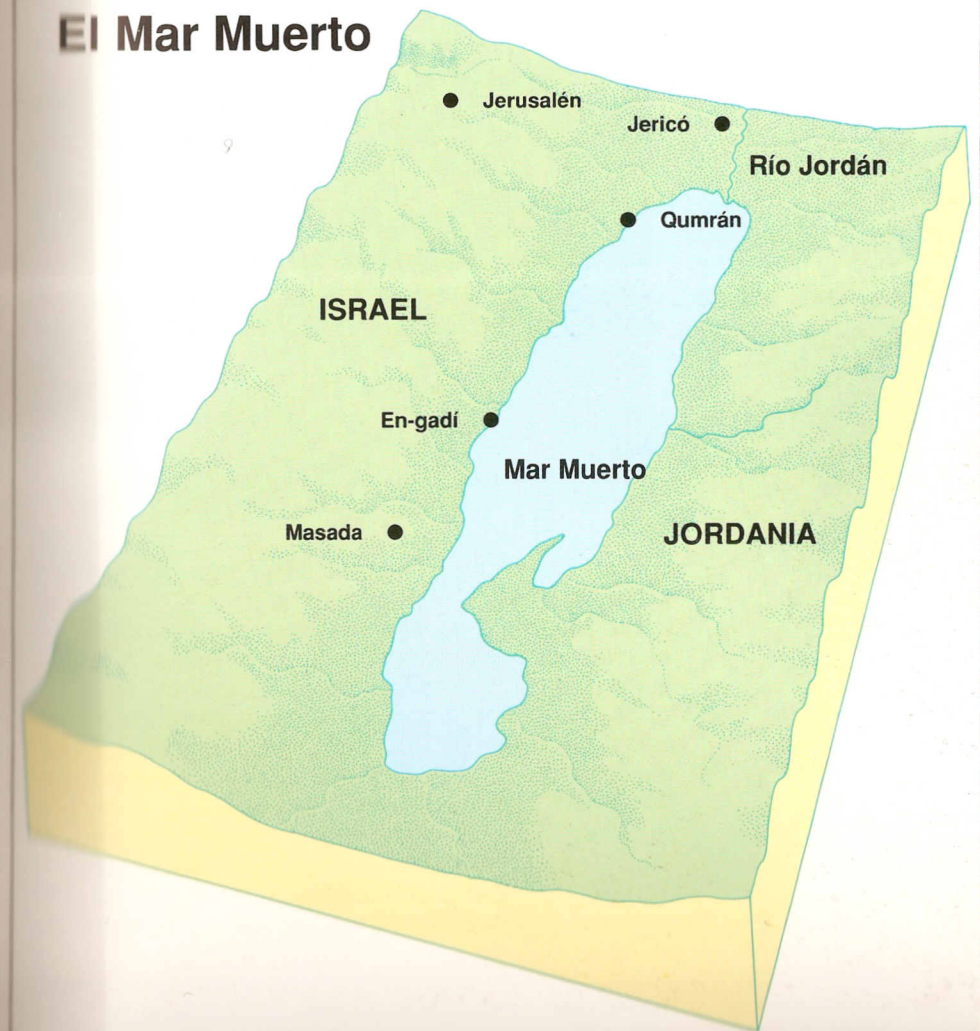 El Mar Muerto
Jerusalén
Jericó
Río Jordán
Qumrán
ISRAEL
En-gadí
Mar Muerto
Masada
JORDANIA